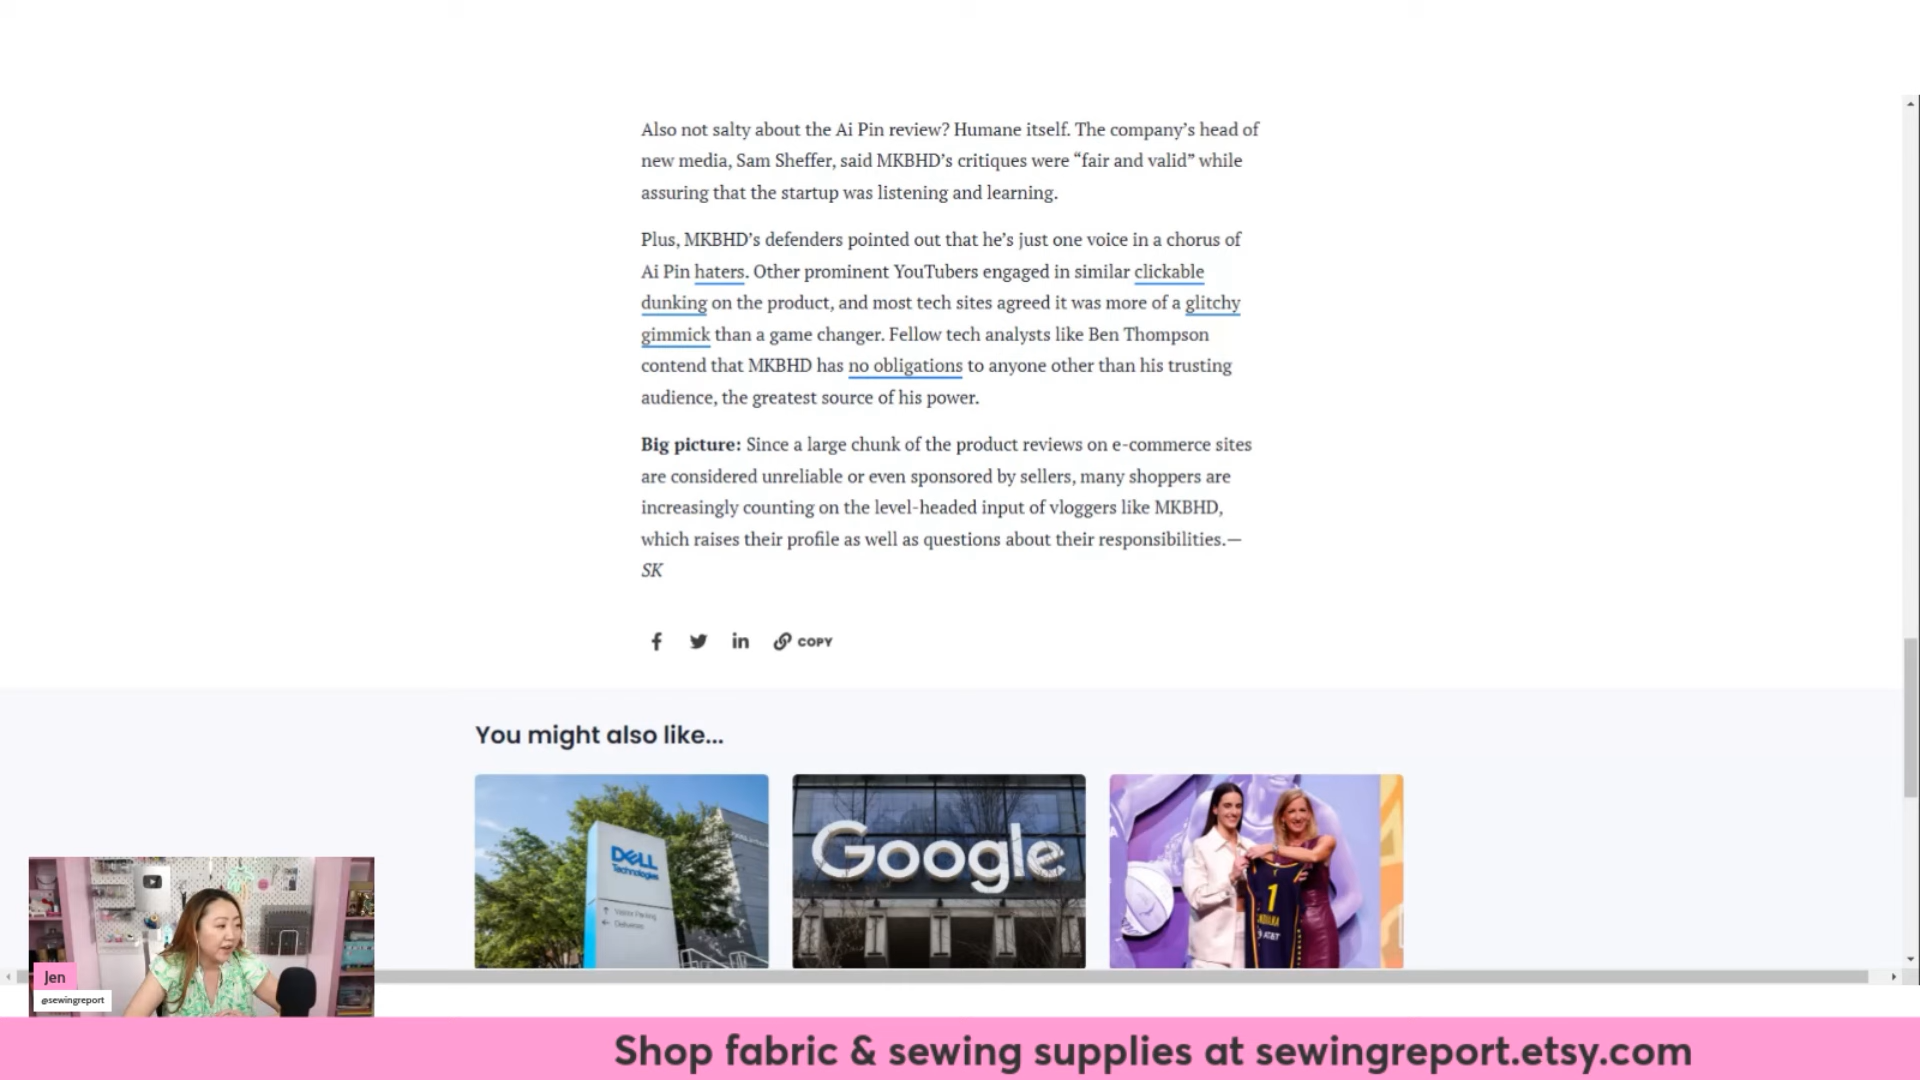 Also not salty about the Ai Pin review? Humane itself. The company’s head of
new media, Sam Sheffer, said MKBHD’s critiques were “fair and valid” while
assuring that the startup was listening and learning.
Plus, MKBHD’s defenders pointed out that he’s just one voice in a chorus of
Ai Pin haters. Other prominent YouTubers engaged in similar clickable
dunking on the product, and most tech sites agreed it was more of a glitchy
gimmick than a game changer. Fellow tech analysts like Ben Thompson
contend that MKBHD has no obligations to anyone other than his trusting
audience, the greatest source of his power.
Big picture: Since a large chunk of the product reviews on e-commerce sites
are considered unreliable or even sponsored by sellers, many shoppers are
increasingly counting on the level-headed input of vloggers like MKBHD,
which raises their profile as well as questions about their responsibilities.—
SK
COPY
You might also like...
DELL
Technologies
Visitor Parking
Deliveries
Google
1
INDIANA
AT&T
Jen
@sewingreport
Shop fabric & sewing supplies at sewingreport.etsy.com